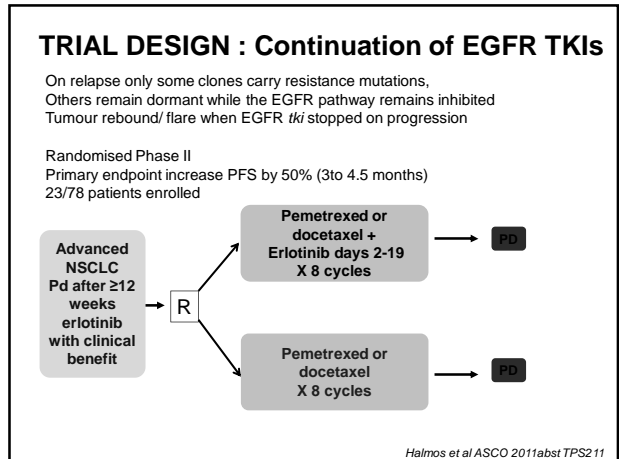 TRIAL DESIGN : Continuation of EGFR TKIs
On relapse only some clones carry resistance mutations,
Others remain dormant while the EGFR pathway remains inhibited
Tumour rebound/ flare when EGFR tki stopped on progression
Randomised Phase II
Primary endpoint increase PFS by 50% (3to 4.5 months)
23/78 patients enrolled
Advanced
NSCLC
Pd after ≥12
weeks
erlotinib
with clinical
benefit
R
Pemetrexed or
docetaxel +
Erlotinib days 2-19
X 8 cycles
PD
Pemetrexed or
docetaxel
X 8 cycles
PD
Halmos et al ASCO 2011abst TPS211